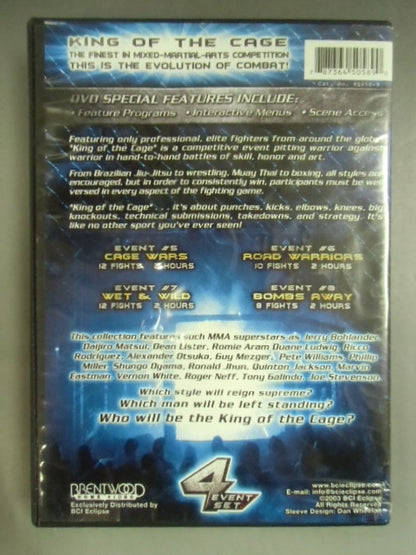 KING OF THE CAGE
THE FINEST IN MIXED-MARTIAL-ARTS COMPETITION
THIS IS THE EVOLUTION OF COMBAT!
DVD SPECIAL FEATURES INCLUDE:
• Feature Programs • Interactive Menus • Scene Access
Featuring only professional, elite fighters from around the globe
"King of the Cage" is a competitive event pitting warrior against
warrior in hand-to-hand battles of skill, honor and art.
From Brazilian Jiu-Jitsu to wrestling, Muay Thai to boxing, all styles are
encouraged, but in order to consistently win, participants must be well
versed in every aspect of the fighting game.
"King of the Cage" . . . it's about punches, kicks, elbows, knees, big
knockouts, technical submissions, takedowns, and strategy. It's
like no other sport you've ever seen!
EVENT #5
CAGE WARS
12 FIGHTS 2 HOURS
EVENT #6
ROAD WARRIORS
10 FIGHTS 2 HOURS
EVENT #7
WET & WILD
12 FIGHTS 2 HOURS
EVENT #8
BOMBS AWAY
9 FIGHTS 2 HOURS
This collection features such MMA superstars as Jerry Bohlander,
Daijiro Matsui, Dean Lister, Romie Aram Duane Ludwig, Ricco
Rodriguez, Alexander Otsuka, Guy Mezger, Pete Williams, Phillip
Miller, Shungo Oyama, Ronald Jhun, Quinton Jackson, Marvin
Eastman, Vernon White, Roger Neff, Tony Galindo, Joe Stevenson.
Which style will reign supreme?
Which man will be left standing?
Who will be the King of the Cage?
BRENTWOOD
HOME VIDEO
Exclusively Distributed by
BCI Eclipse
4
EVENT
SET
www.bcieclipse.com
E-mail: info@bcieclipse.com
©2003 BCI Eclipse
All Rights Reserved
Sleeve Design: Dan Wheaton